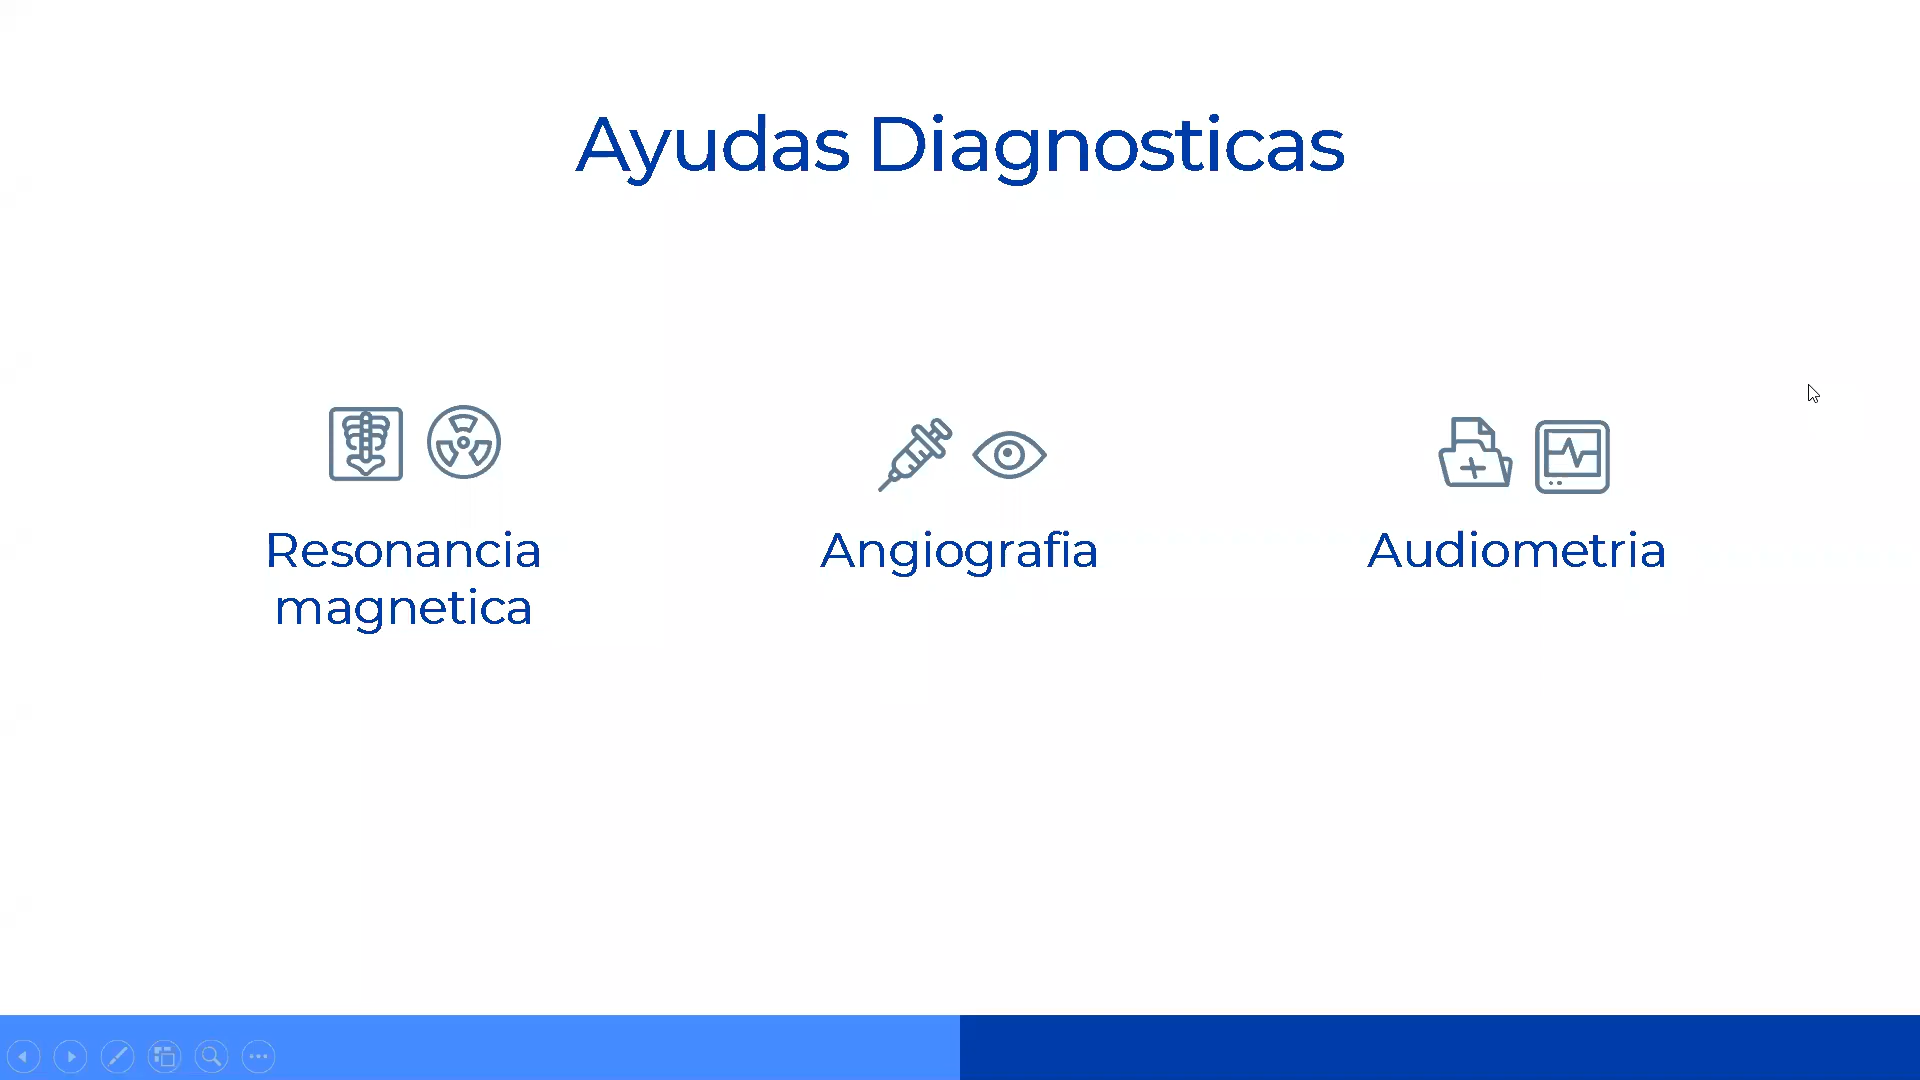 Ayudas Diagnosticas
Resonancia
magnetica
Angiografia
Audiometria